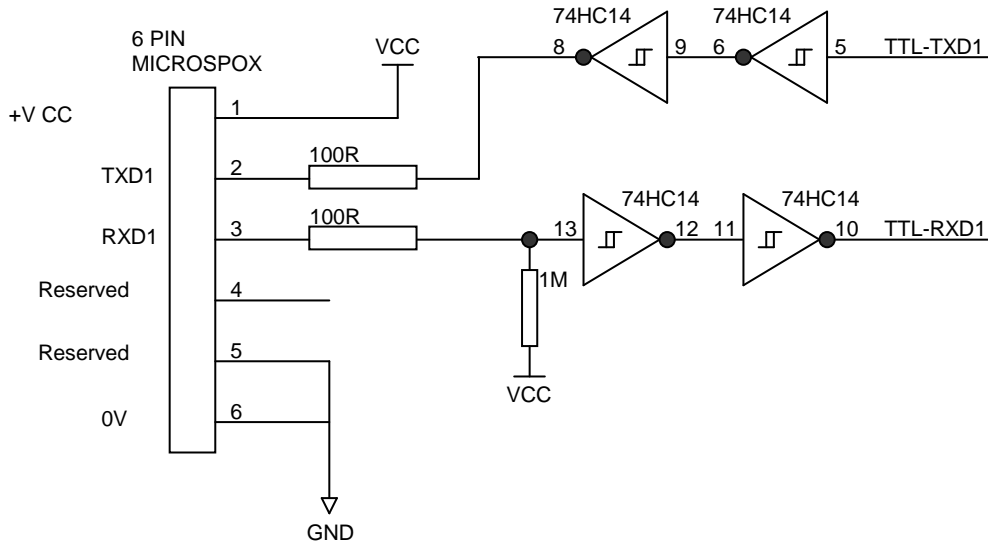 74HC14
74HC14
6 PIN
MICROSPOX
VCC
8
9
6
5
TTL-TXD1
+V CC
1
TXD1
2
100R
RXD1
3
100R
74HC14
74HC14
13
12
11
10
TTL-RXD1
Reserved
4
1M
Reserved
5
VCC
0V
6
GND